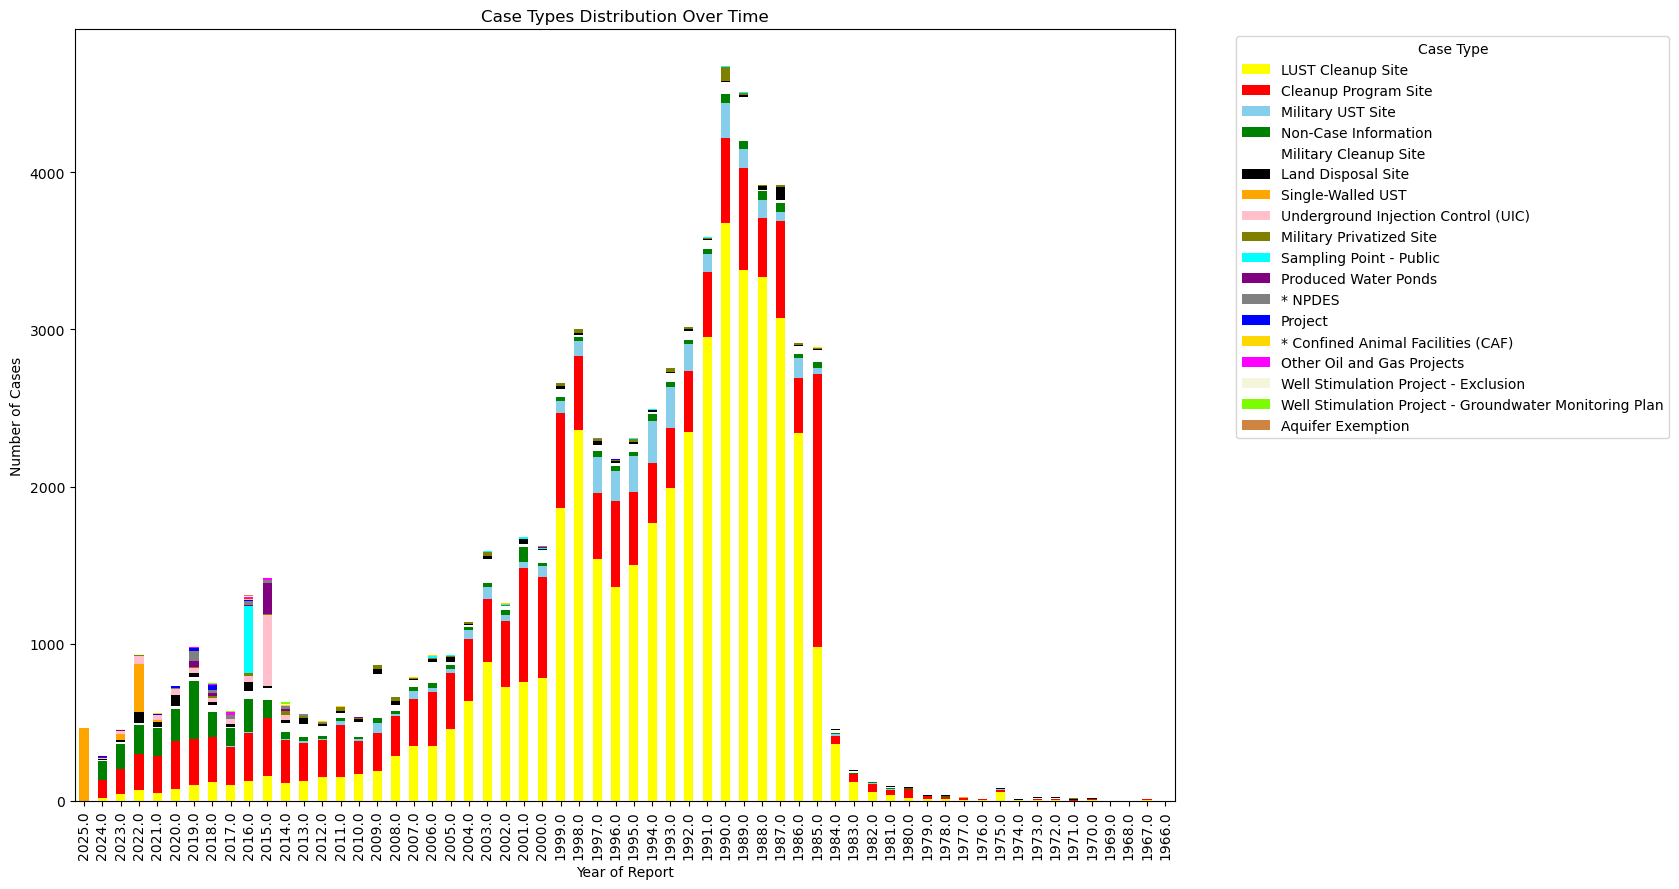 Case Types Distribution Over Time
Number of Cases
4000
3000
2000
1000
0
2025.0
2024.0
2023.0
2022.0
2021.0
2020.0
2019.0
2018.0
2017.0
2016.0
2015.0
2014.0
2013.0
2012.0
2011.0
2010.0
2009.0
2008.0
2007.0
2006.0
2005.0
2004.0
2003.0
2002.0
2001.0
2000.0
1999.0
1998.0
1997.0
1996.0
1995.0
1994.0
1993.0
1992.0
1991.0
1990.0
1989.0
1988.0
1987.0
1986.0
1985.0
1984.0
1983.0
1982.0
1981.0
1980.0
1979.0
1978.0
1977.0
1976.0
1975.0
1974.0
1973.0
1972.0
1971.0
1970.0
1969.0
1968.0
1967.0
1966.0
Year of Report
Case Type
LUST Cleanup Site
Cleanup Program Site
Military UST Site
Non-Case Information
Military Cleanup Site
Land Disposal Site
Single-Walled UST
Underground Injection Control (UIC)
Military Privatized Site
Sampling Point - Public
Produced Water Ponds
* NPDES
Project
* Confined Animal Facilities (CAF)
Other Oil and Gas Projects
Well Stimulation Project - Exclusion
Well Stimulation Project - Groundwater Monitoring Plan
Aquifer Exemption